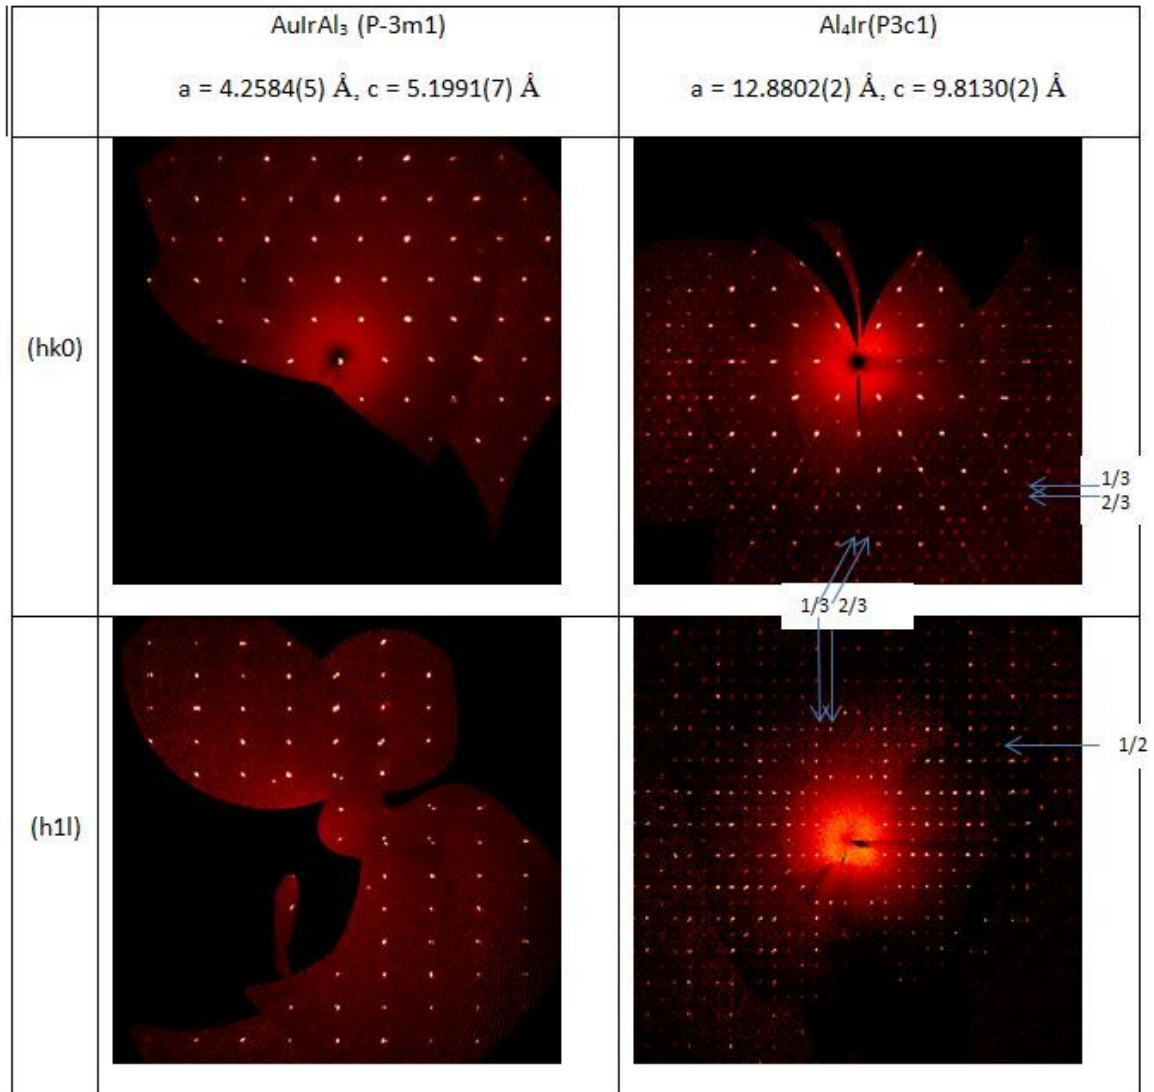 AuIrAl₃ (P-3m1)
a = 4.2584(5) Å, c = 5.1991(7) Å
Al₄Ir(P3c1)
a = 12.8802(2) Å, c = 9.8130(2) Å
(hk0)
1/3
2/3
1/3 2/3
(h1l)
1/2